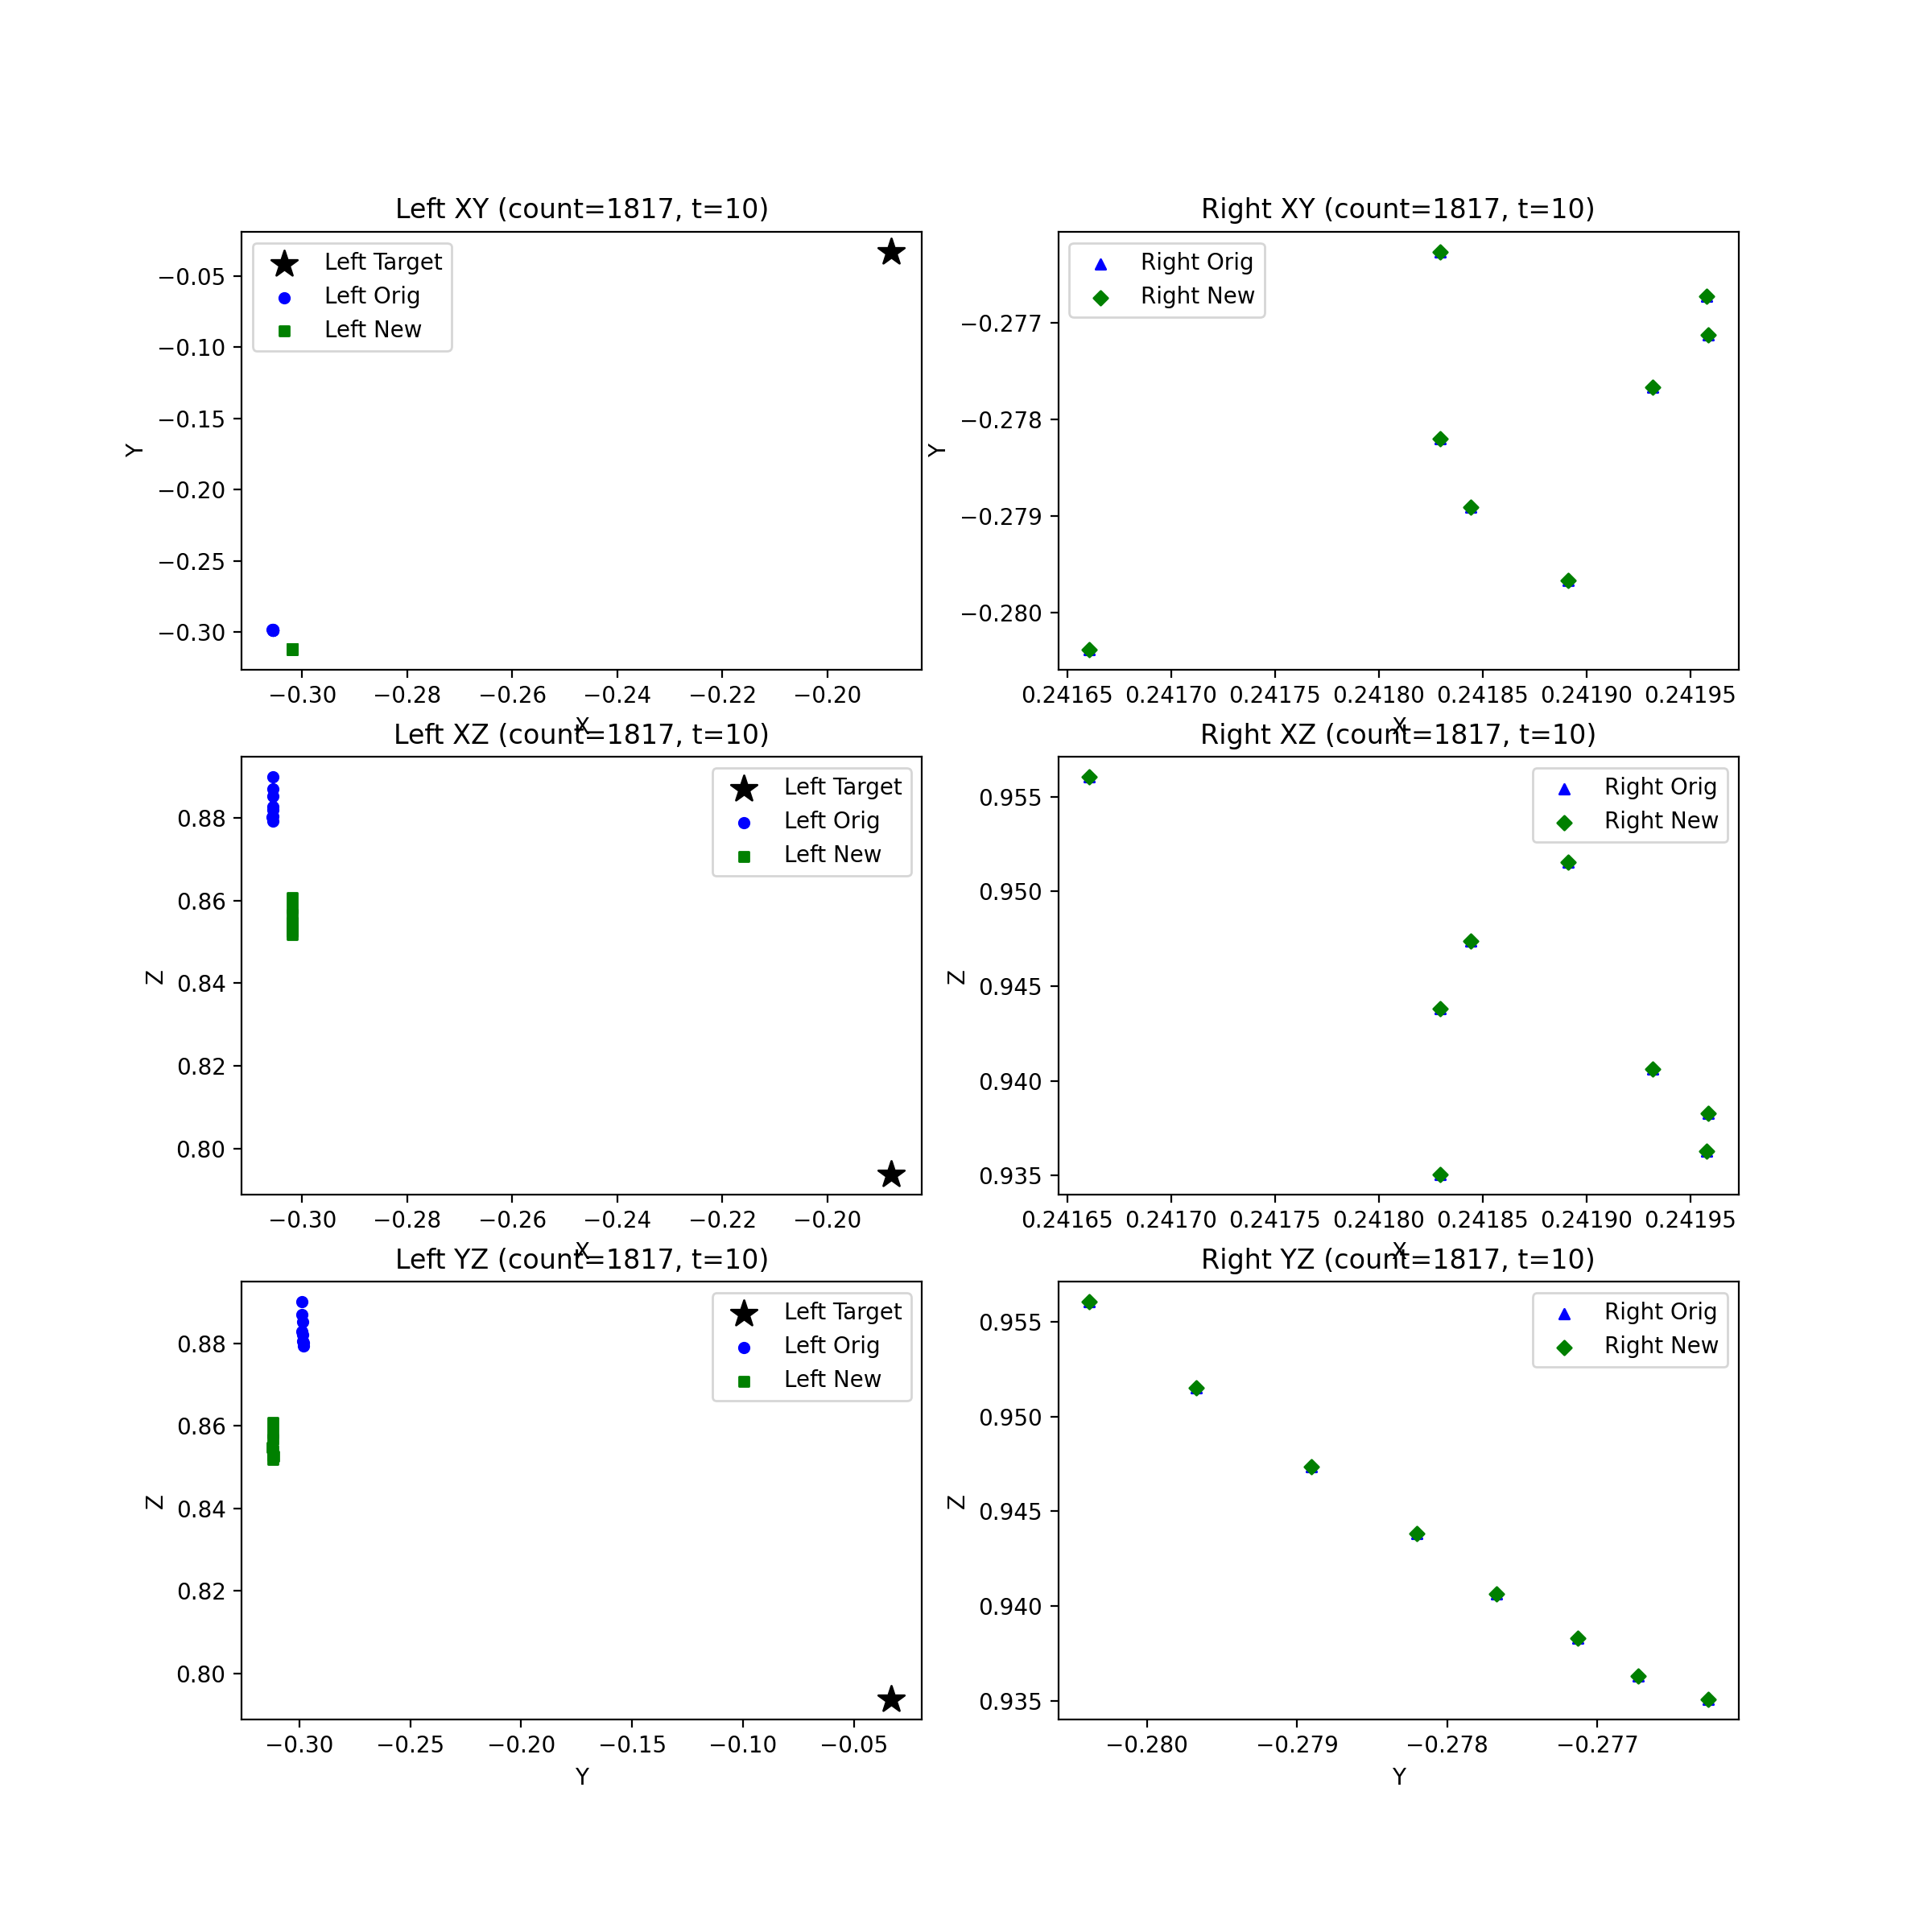 Left XY (count=1817, t=10)
Left Target
Left Orig
Left New
Y
−0.05
−0.10
−0.15
−0.20
−0.25
−0.30
−0.30 −0.28 −0.26 −0.24 −0.22 −0.20
X
Right XY (count=1817, t=10)
Right Orig
Right New
Y
−0.277
−0.278
−0.279
−0.280
0.24165 0.24170 0.24175 0.24180 0.24185 0.24190 0.24195
X
Left XZ (count=1817, t=10)
Left Target
Left Orig
Left New
Z
0.88
0.86
0.84
0.82
0.80
−0.30 −0.28 −0.26 −0.24 −0.22 −0.20
X
Right XZ (count=1817, t=10)
Right Orig
Right New
Z
0.955
0.950
0.945
0.940
0.935
0.24165 0.24170 0.24175 0.24180 0.24185 0.24190 0.24195
X
Left YZ (count=1817, t=10)
Left Target
Left Orig
Left New
Z
0.88
0.86
0.84
0.82
0.80
−0.30 −0.25 −0.20 −0.15 −0.10 −0.05
Y
Right YZ (count=1817, t=10)
Right Orig
Right New
Z
0.955
0.950
0.945
0.940
0.935
−0.280 −0.279 −0.278 −0.277
Y